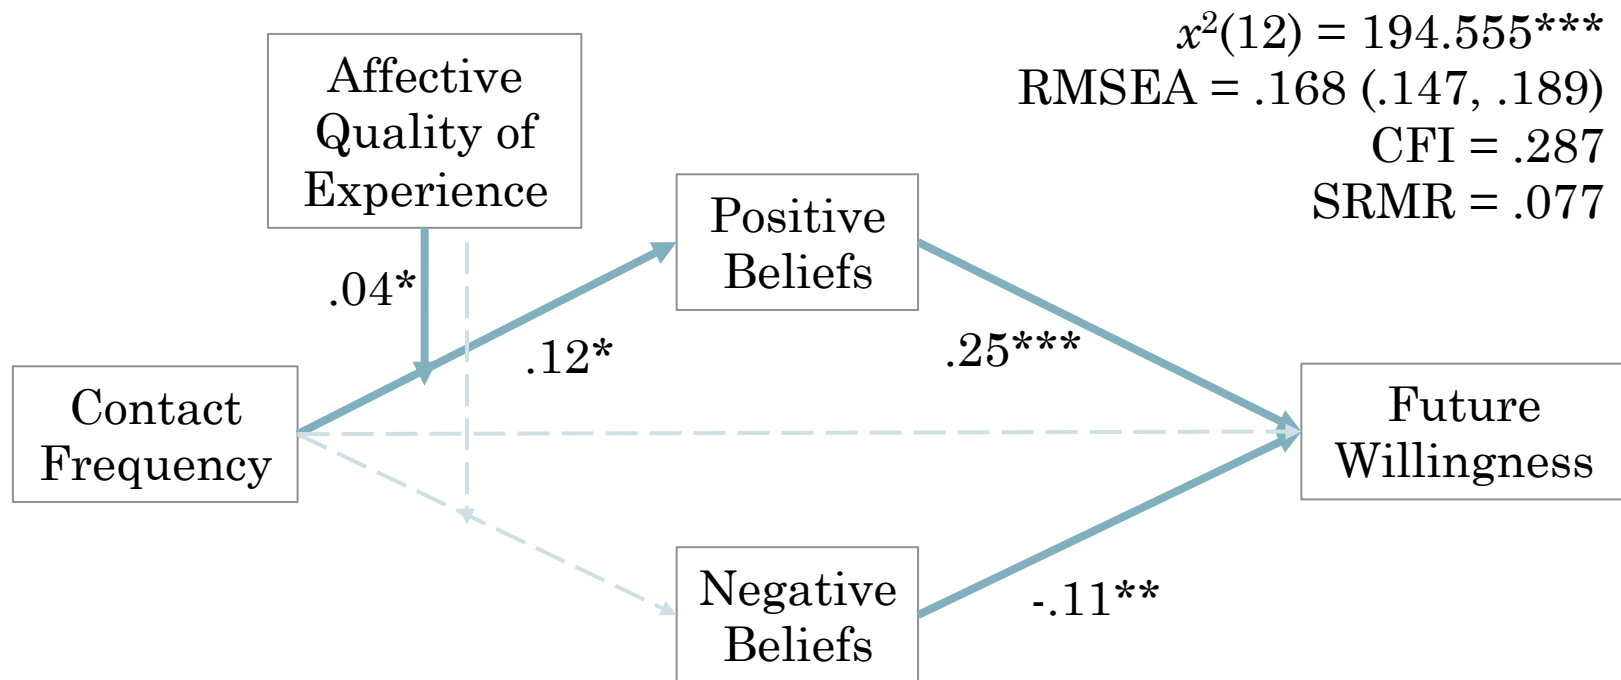 x²(12) = 194.555***
RMSEA = .168 (.147, .189)
CFI = .287
SRMR = .077
Affective
Quality of
Experience
Positive
Beliefs
.04*
.12*
.25***
Contact
Frequency
Future
Willingness
Negative
Beliefs
-.11**